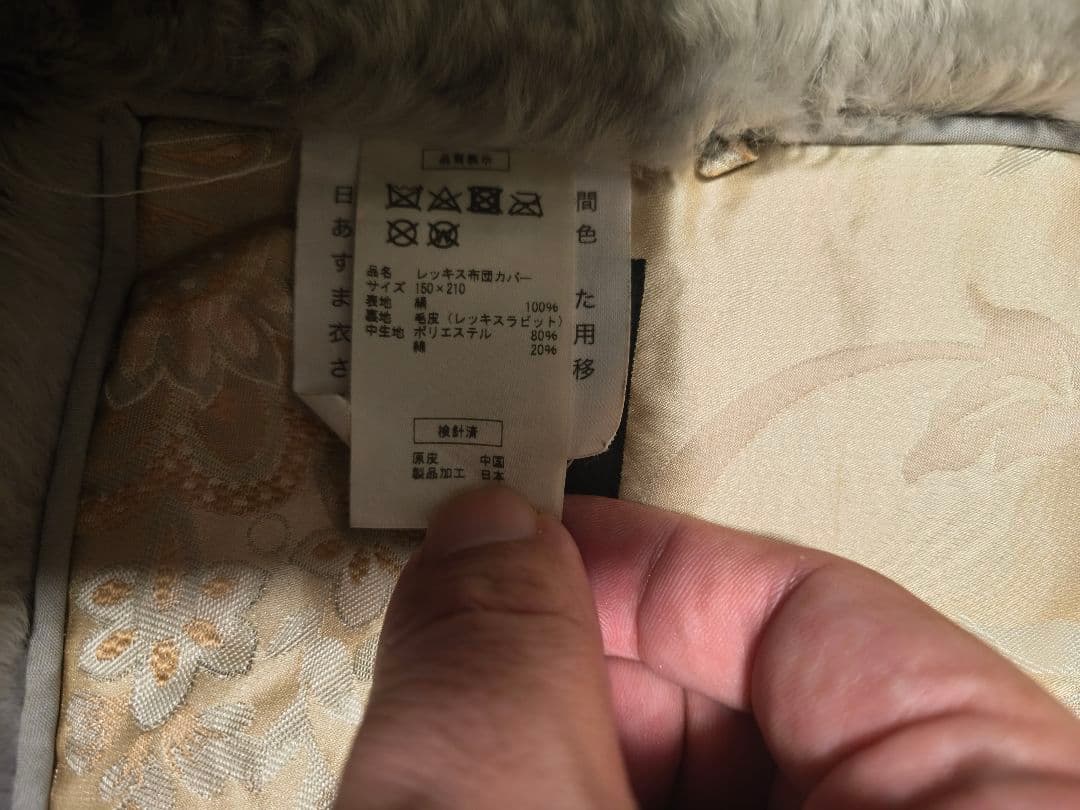 品質表示
品名 レッキス布団カバー
サイズ 150×210
表地 絹 100%
裏地 毛皮(レッキスラビット)
中生地 ポリエステル 80%
綿 20%
検計済
原皮 中国
製品加工 日本
日 間
あ 色
す
ま た
衣 用
さ 移